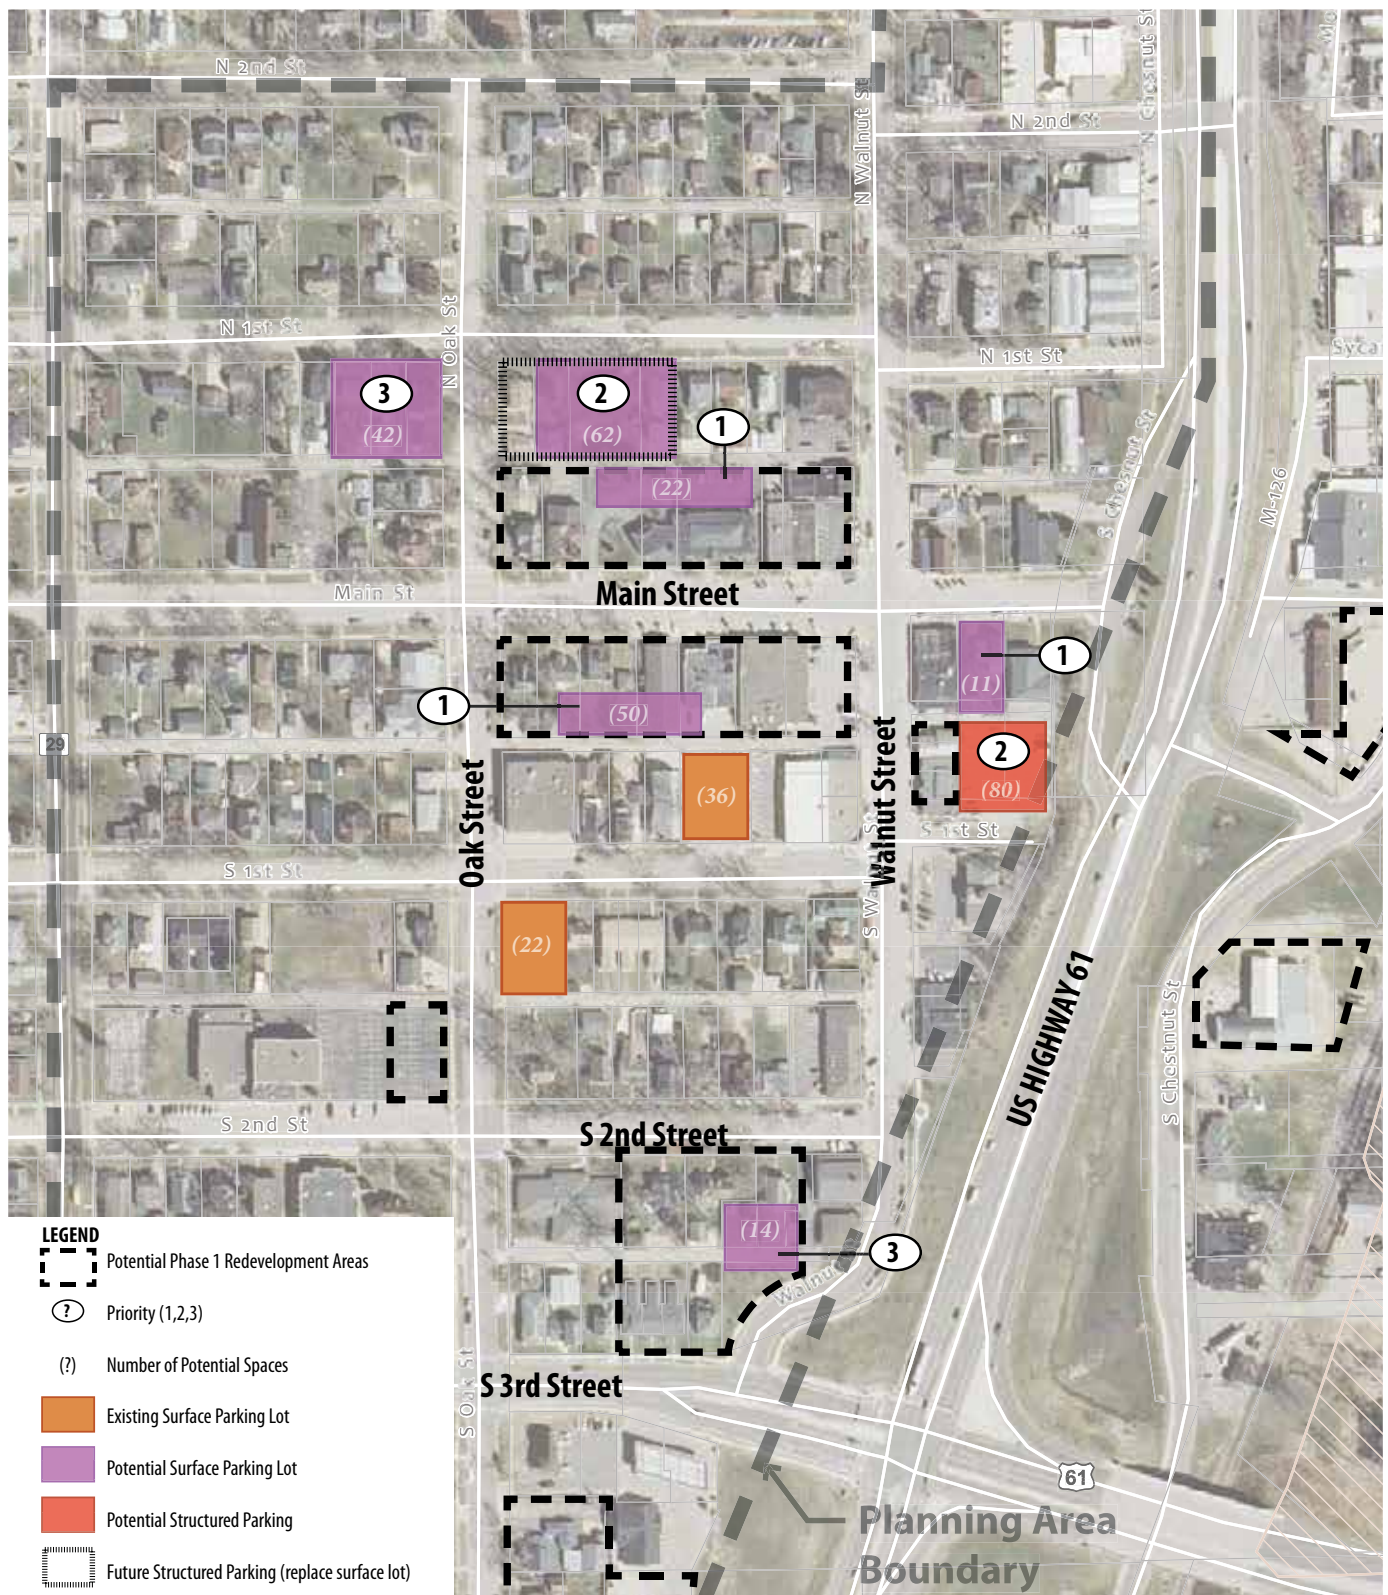 N 2nd St
N Walnut St
N Chesnut St
N 2nd St
N 1st St
N Oak St
N 1st St
Syca
3
(42)
2
(62)
1
(22)
S Chesnut St
M-126
Main St
Main Street
1
(11)
1
(50)
29
Oak Street
(36)
Walnut Street
2
(80)
S 1st St
S 1st St
(22)
US HIGHWAY 61
S Chestnut St
S 2nd St
S 2nd Street
(14)
3
S Oak St
S 3rd Street
61
Planning Area
Boundary
LEGEND
Potential Phase 1 Redevelopment Areas
? Priority (1,2,3)
(?) Number of Potential Spaces
Existing Surface Parking Lot
Potential Surface Parking Lot
Potential Structured Parking
Future Structured Parking (replace surface lot)